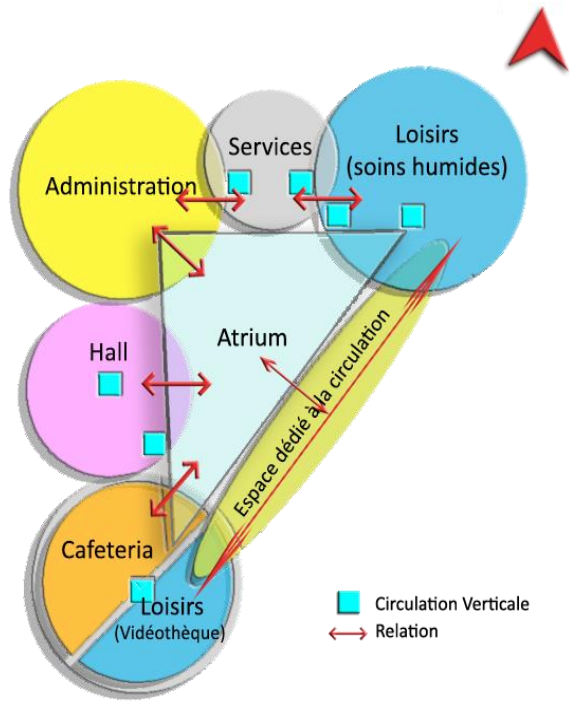 Services
Loisirs
(soins humides)
Administration
Atrium
Hall
Espace dédié à la circulation
Cafeteria
Loisirs
(Vidéothèque)
Circulation Verticale
Relation